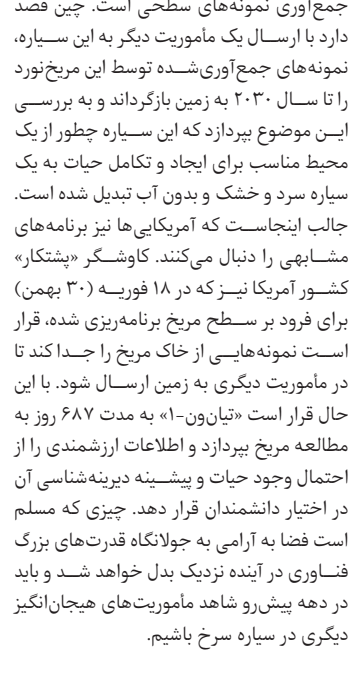 جمع‌آوری نمونه‌های سطحی است. چین قصد
دارد با ارسال یک مأموریت دیگر به این سیاره،
نمونه‌های جمع‌آوری‌شده توسط این مریخ‌نورد
را تا سال ۲۰۳۰ به زمین بازگرداند و به بررسی
این موضوع بپردازد که این سیاره چطور از یک
محیط مناسب برای ایجاد و تکامل حیات به یک
سیاره سرد و خشک و بدون آب تبدیل شده است.
جالب اینجاست که آمریکایی‌ها نیز برنامه‌های
مشابهی را دنبال می‌کنند. کاوشگر «پشتکار»
کشور آمریکا نیز که در ۱۸ فوریه (۳۰ بهمن)
برای فرود بر سطح مریخ برنامه‌ریزی شده، قرار
است نمونه‌هایی از خاک مریخ را جدا کند تا
در مأموریت دیگری به زمین ارسال شود. با این
حال قرار است «تیان‌ون-۱» به مدت ۶۸۷ روز به
مطالعه مریخ بپردازد و اطلاعات ارزشمندی را از
احتمال وجود حیات و پیشینه دیرینه‌شناسی آن
در اختیار دانشمندان قرار دهد. چیزی که مسلم
است فضا به آرامی به جولانگاه قدرت‌های بزرگ
فناوری در آینده نزدیک بدل خواهد شد و باید
در دهه پیش‌رو شاهد مأموریت‌های هیجان‌انگیز
دیگری در سیاره سرخ باشیم.